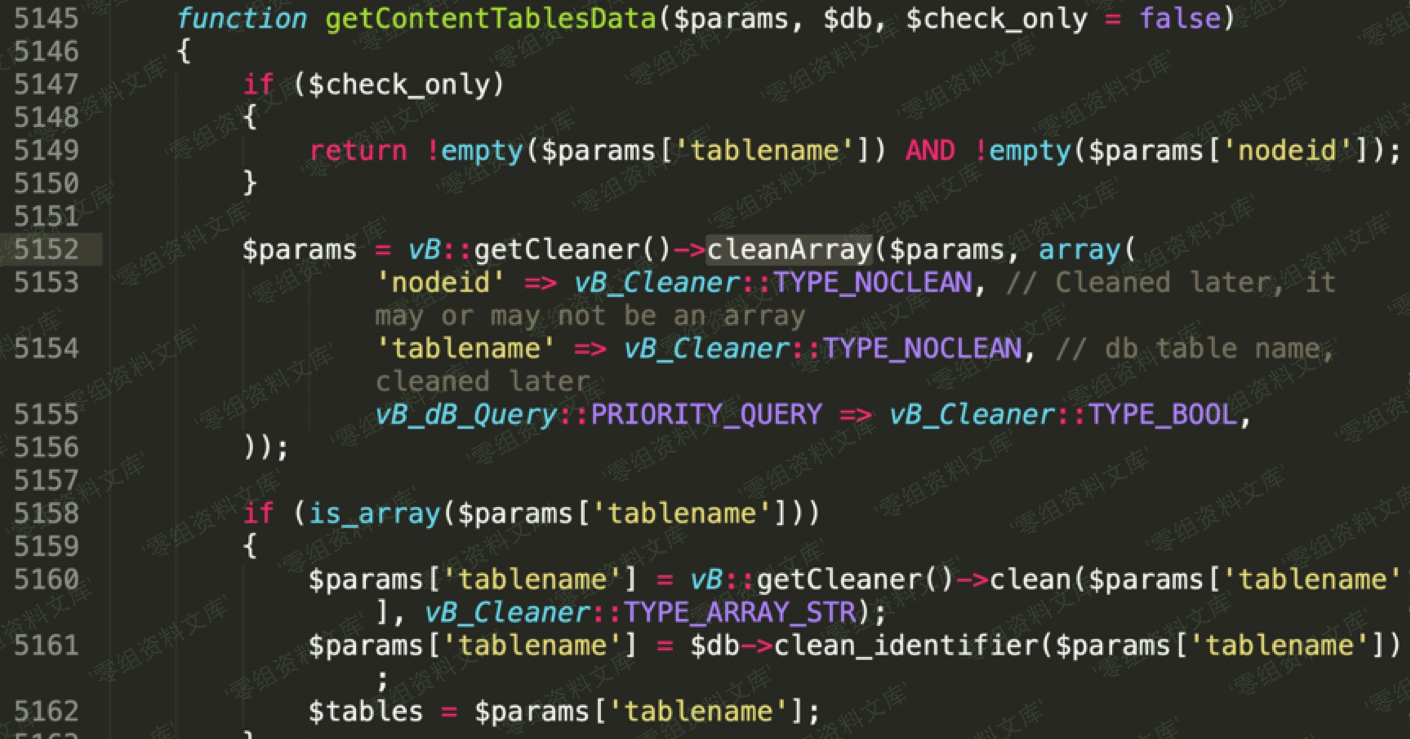 5145 function getContentTablesData($params, $db, $check_only = false)
5146 {
5147 if ($check_only)
5148 {
5149 return !empty($params['tablename']) AND !empty($params['nodeid']);
5150 }
5151
5152 $params = vB::getCleaner()->cleanArray($params, array(
5153 'nodeid' => vB_Cleaner::TYPE_NOCLEAN, // Cleaned later, it
may or may not be an array
5154 'tablename' => vB_Cleaner::TYPE_NOCLEAN, // db table name,
cleaned later
5155 vB_dB_Query::PRIORITY_QUERY => vB_Cleaner::TYPE_BOOL,
5156 ));
5157
5158 if (is_array($params['tablename']))
5159 {
5160 $params['tablename'] = vB::getCleaner()->clean($params['tablename'
], vB_Cleaner::TYPE_ARRAY_STR);
5161 $params['tablename'] = $db->clean_identifier($params['tablename'])
;
5162 $tables = $params['tablename'];
'零组资料文库'